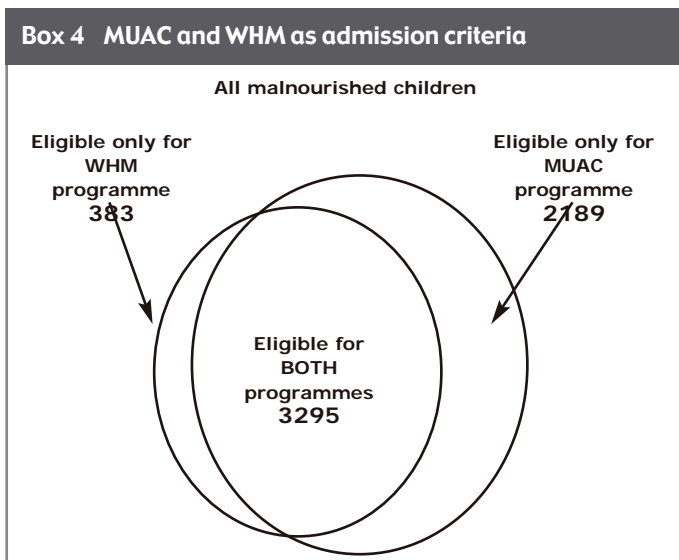 Box 4 MUAC and WHM as admission criteria
All malnourished children
Eligible only for
WHM
programme
383
Eligible only for
MUAC
programme
2189
Eligible for
BOTH
programmes
3295